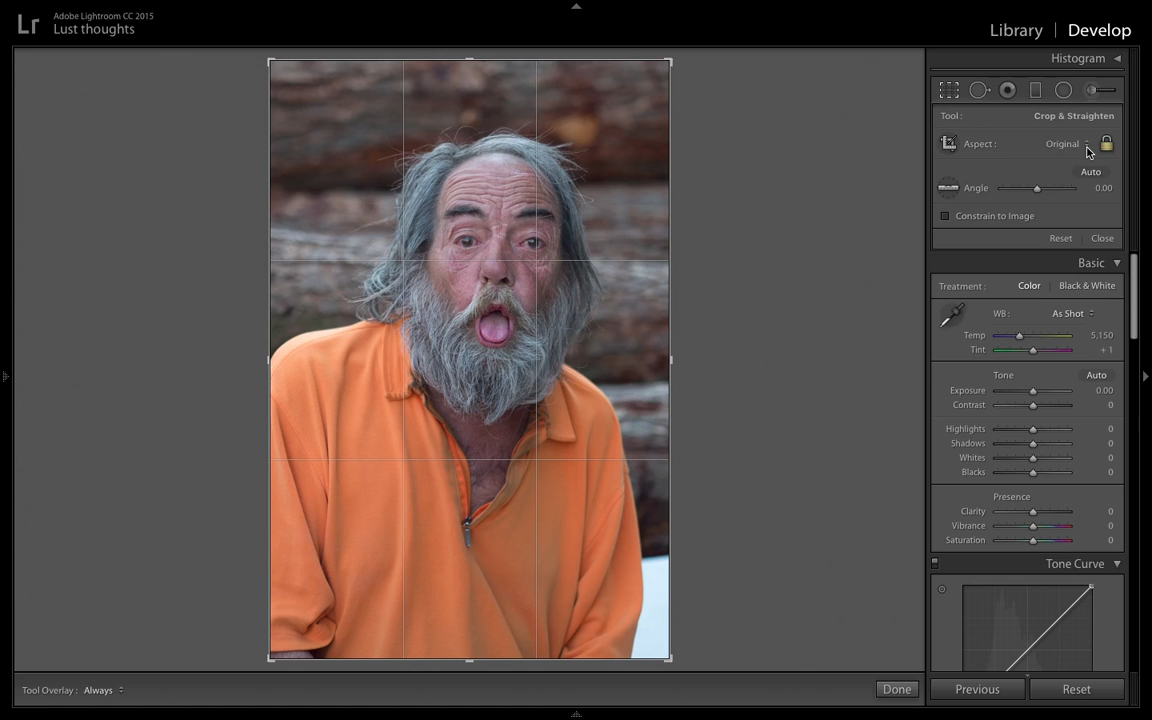 Lr
Adobe Lightroom CC 2015
Lust thoughts
Library | Develop
Histogram
Tool : Crop & Straighten
Aspect : Original
Auto
Angle 0.00
Constrain to Image
Reset | Close
Basic
Treatment : Color | Black & White
WB : As Shot
Temp 5,150
Tint + 1
Tone Auto
Exposure 0.00
Contrast 0
Highlights 0
Shadows 0
Whites 0
Blacks 0
Presence
Clarity 0
Vibrance 0
Saturation 0
Tone Curve
Tool Overlay : Always
Done
Previous
Reset